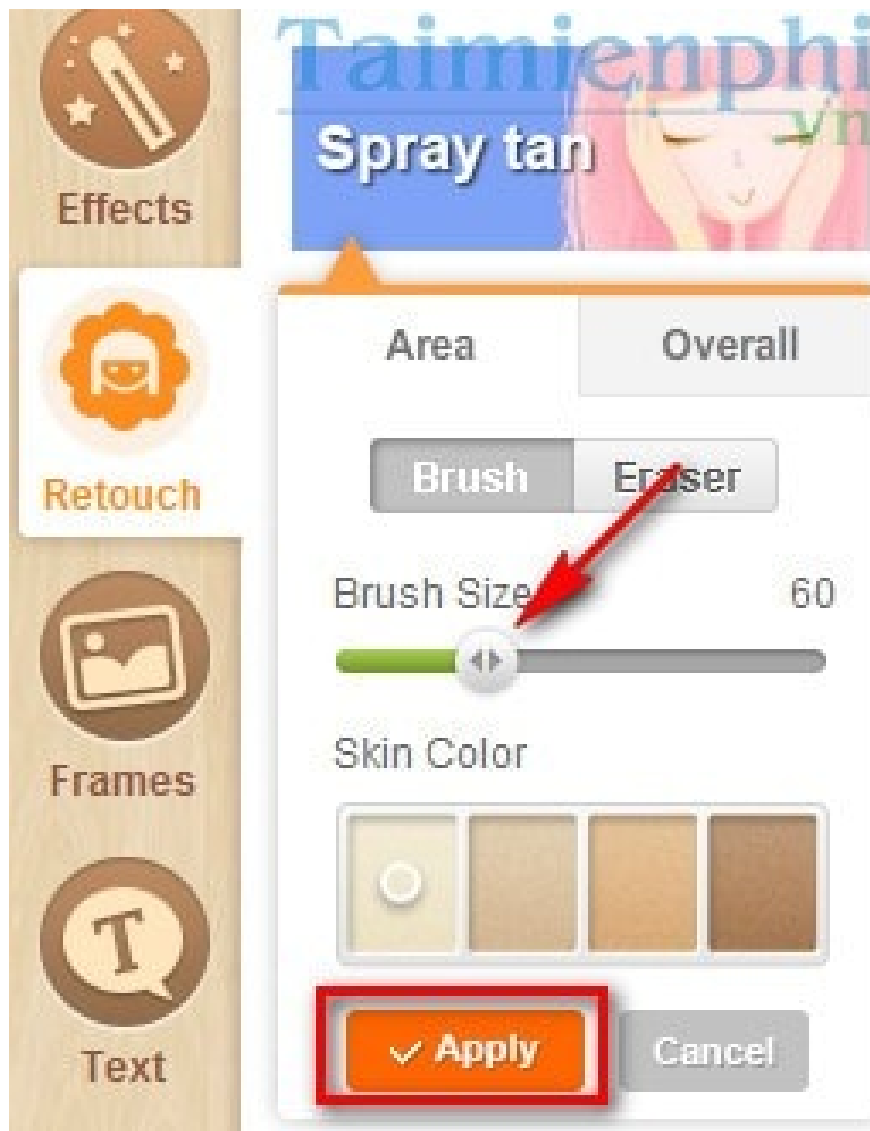 Taimienphi
.vn
Spray tan
Effects
Area
Overall
Brush
Eraser
Retouch
Brush Size
60
Skin Color
Frames
T
Text
Apply
Cancel